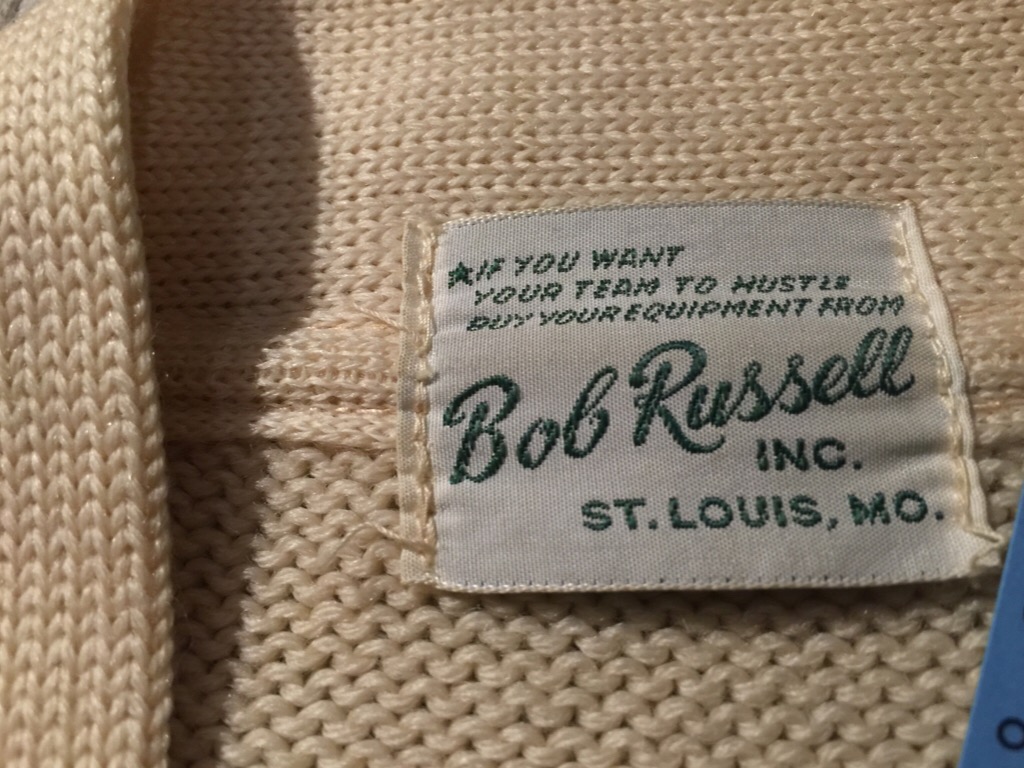 ★IF YOU WANT
YOUR TEAM TO HUSTLE
BUY YOUR EQUIPMENT FROM
Bob Russell
INC.
ST. LOUIS, MO.